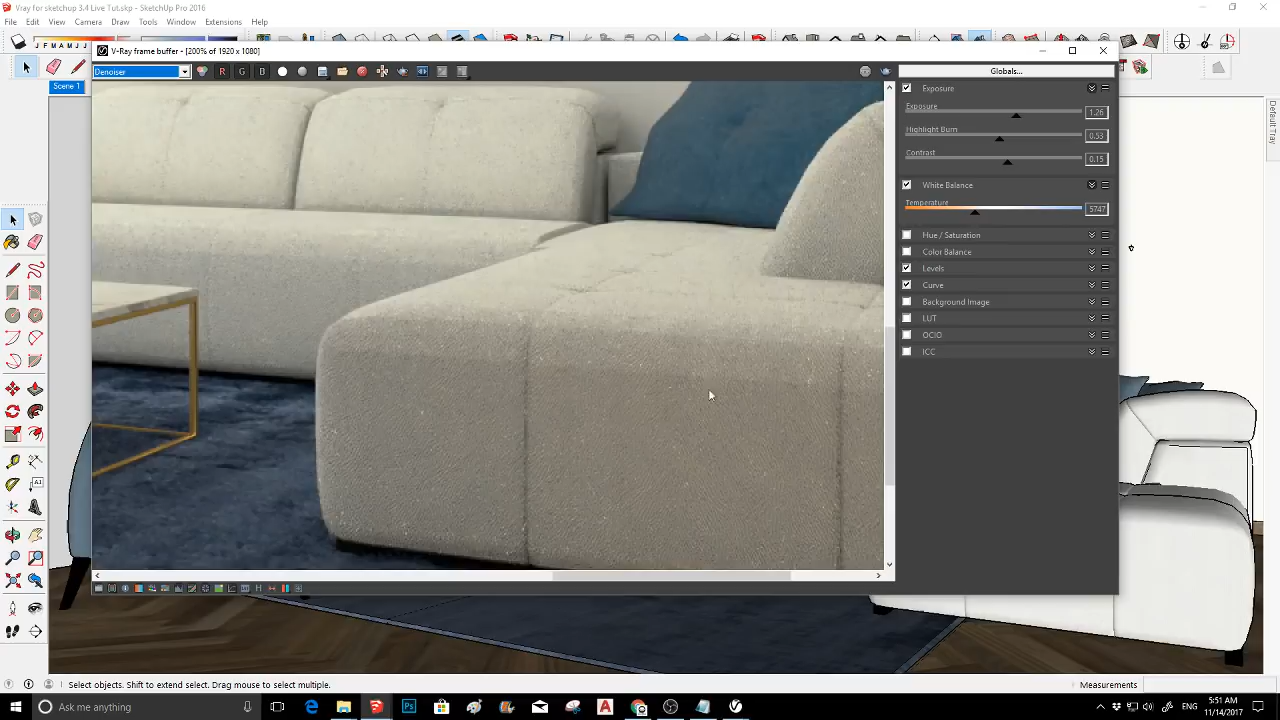 Vray for sketchup 3.4 Live Tut.skp - SketchUp Pro 2016
File Edit View Camera Draw Tools Window Extensions Help
J F M A M J J A S O N D
V-Ray frame buffer - [200% of 1920 x 1080]
Scene 1
Denoiser
R G B
Globals...
Exposure
Exposure
1.26
Highlight Burn
0.53
Contrast
0.15
White Balance
Temperature
5747
Hue / Saturation
Color Balance
Levels
Curve
Background Image
LUT
OCIO
ICC
Default Tray
Select objects. Shift to extend select. Drag mouse to select multiple.
Measurements
Ask me anything
ENG
5:51 AM
11/14/2017